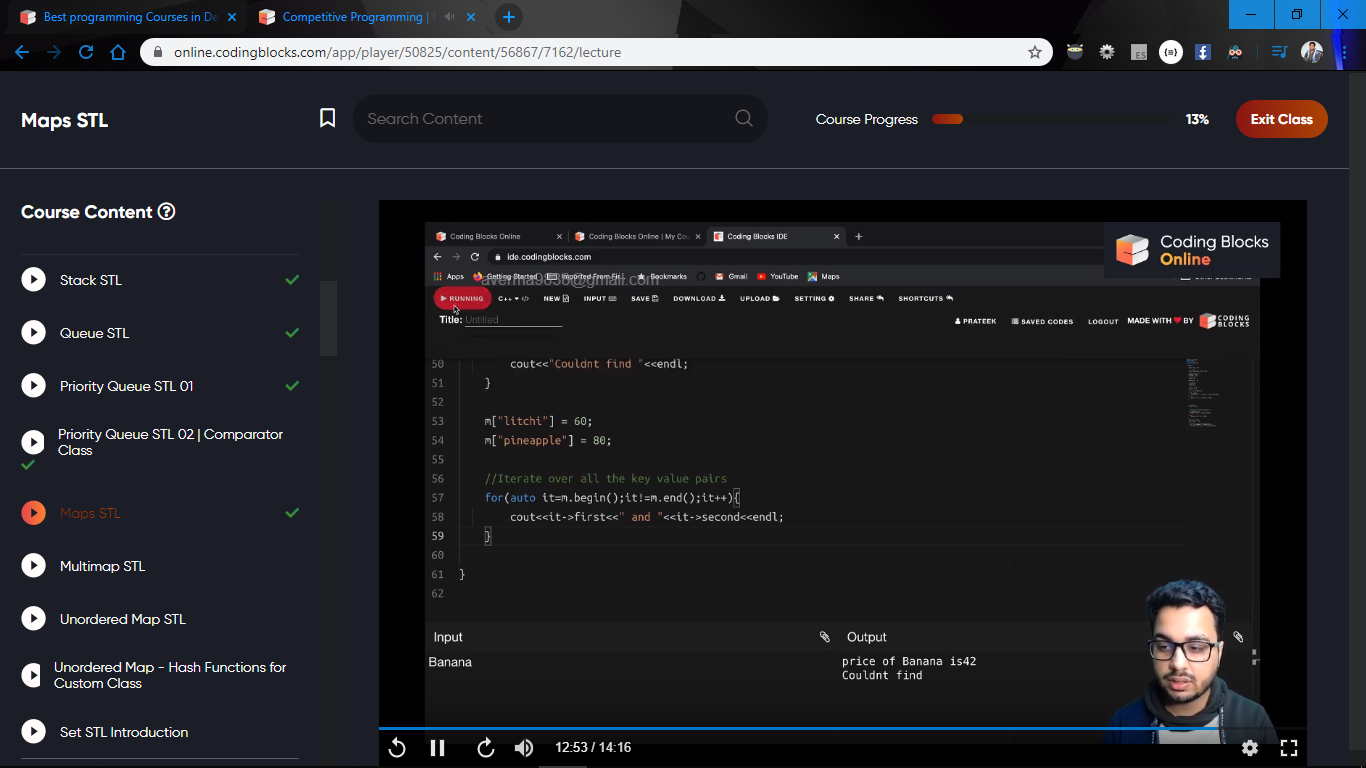 Best programming Courses in De
Competitive Programming |
online.codingblocks.com/app/player/50825/content/56867/7162/lecture
Maps STL
Search Content
Course Progress
13%
Exit Class
Course Content
Stack STL
Queue STL
Priority Queue STL 01
Priority Queue STL 02 | Comparator
Class
Maps STL
Multimap STL
Unordered Map STL
Unordered Map - Hash Functions for
Custom Class
Set STL Introduction
Coding Blocks Online
Coding Blocks Online | My Co
Coding Blocks IDE
ide.codingblocks.com
Coding Blocks
Online
Apps
Getting Started
Imported From Fir
Bookmarks
Gmail
YouTube
Maps
RUNNING
C++
NEW
INPUT
SAVE
DOWNLOAD
UPLOAD
SETTING
SHARE
SHORTCUTS
Title: Untitled
PRATEEK
SAVED CODES
LOGOUT
MADE WITH BY
CODING
BLOCKS
50 cout<<"Couldnt find "<<endl;
51 }
52
53 m["litchi"] = 60;
54 m["pineapple"] = 80;
55
56 //Iterate over all the key value pairs
57 for(auto it=m.begin();it!=m.end();it++){
58 cout<<it->first<<" and "<<it->second<<endl;
59 }
60
61 }
62
Input
Output
Banana
price of Banana is42
Couldnt find
12:53 / 14:16